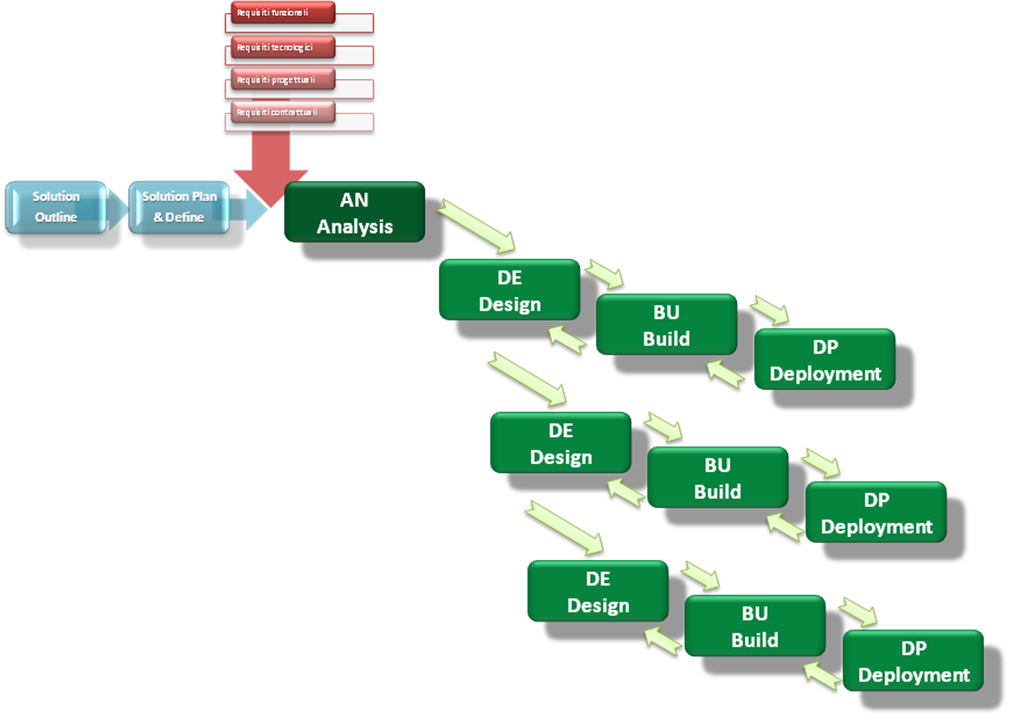 Requisiti funzionali
Requisiti tecnologici
Requisiti progettuali
Requisiti contrattuali
Solution
Outline
Solution Plan
& Define
AN
Analysis
DE
Design
BU
Build
DP
Deployment
DE
Design
BU
Build
DP
Deployment
DE
Design
BU
Build
DP
Deployment